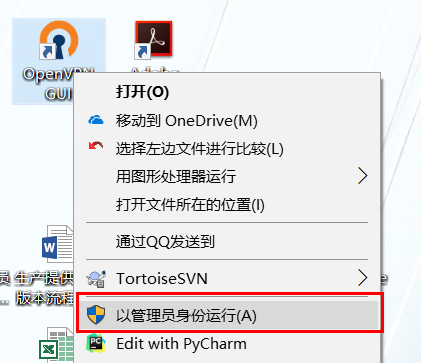 OpenVPN
GUI
打开(O)
移动到 OneDrive(M)
选择左边文件进行比较(L)
用图形处理器运行
打开文件所在的位置(I)
通过QQ发送到
TortoiseSVN
以管理员身份运行(A)
Edit with PyCharm
员 生产提供
... 版本流程